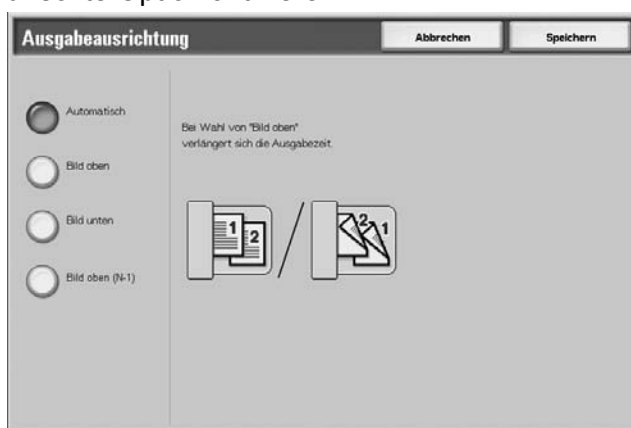 Ausgabeausrichtung
Abbrechen
Speichern
Automatisch
Bild oben
Bild unten
Bild oben (N-1)
Bei Wahl von "Bild oben"
verlängert sich die Ausgabezeit.
1 2 2 1